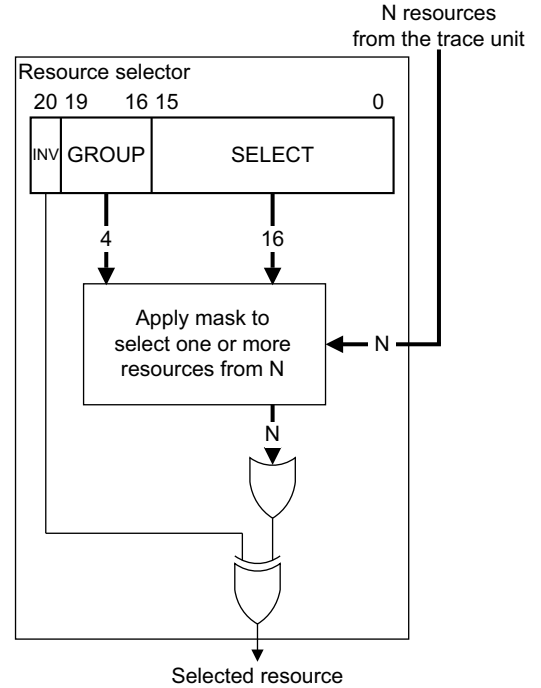 N resources
from the trace unit
Resource selector
20 19 16 15 0
INV GROUP SELECT
4 16
Apply mask to
select one or more
resources from N
N
N
Selected resource